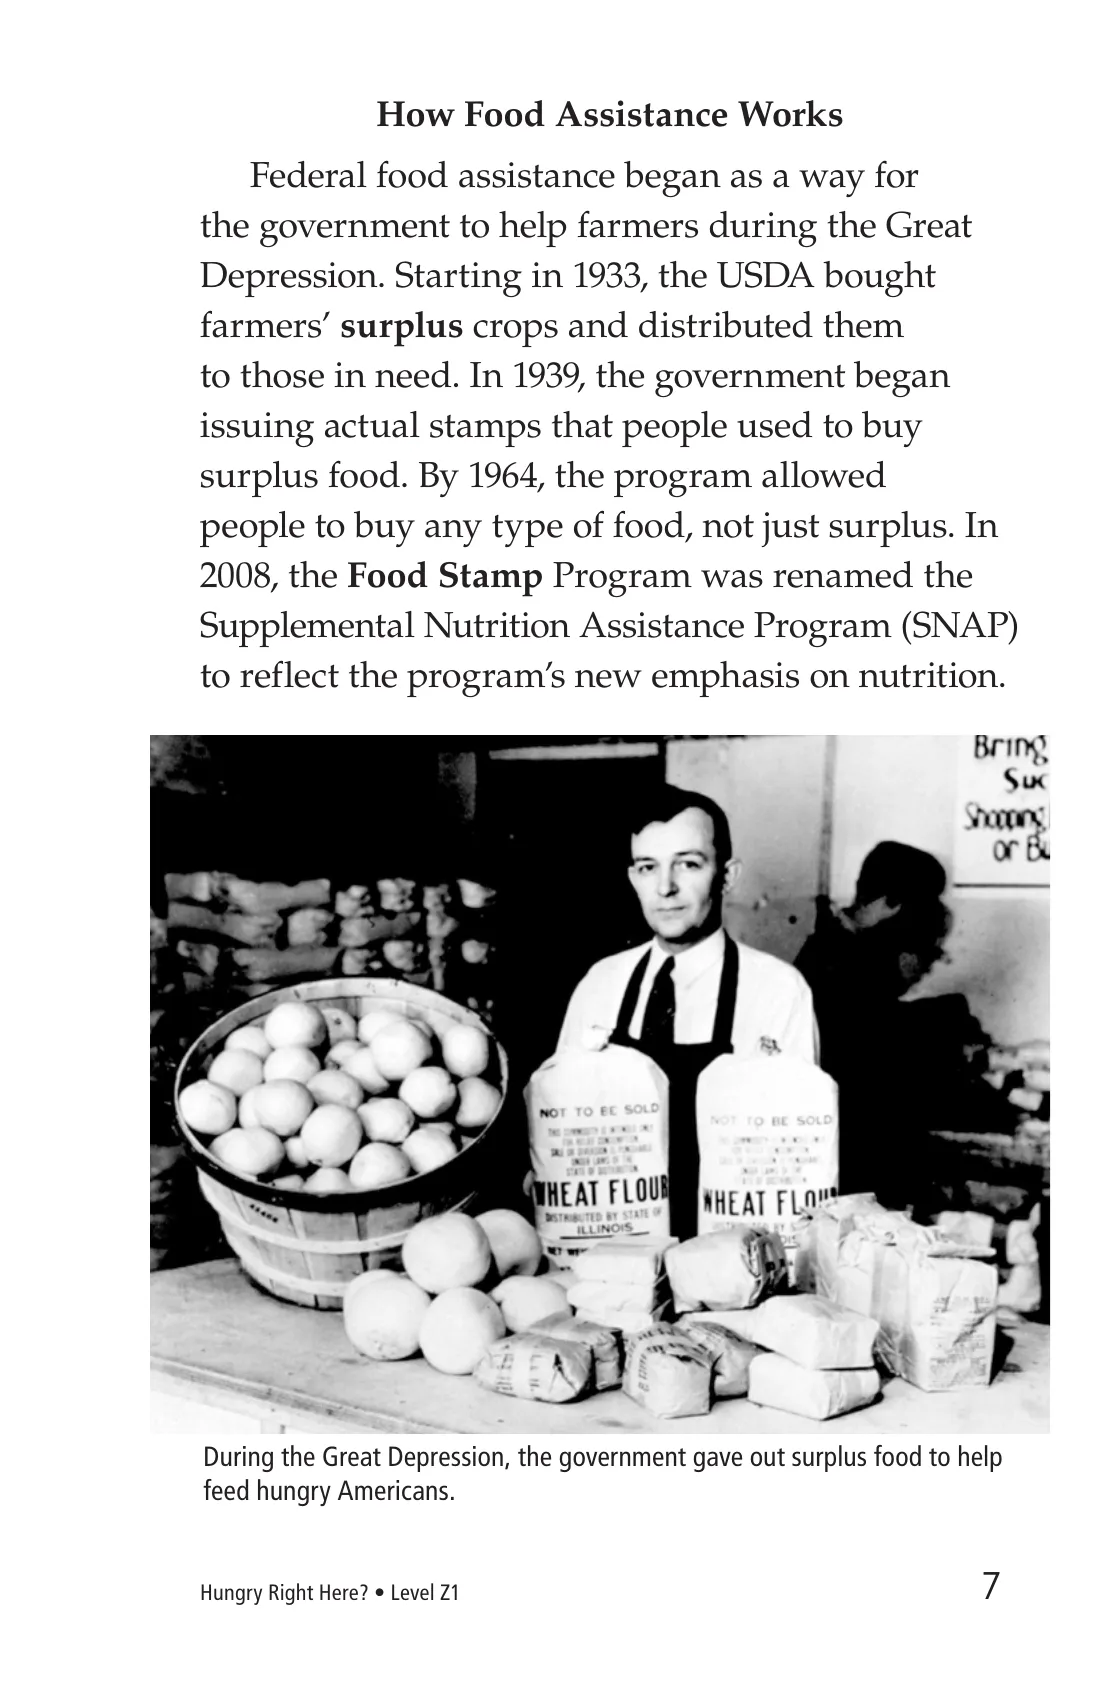 How Food Assistance Works
Federal food assistance began as a way for
the government to help farmers during the Great
Depression. Starting in 1933, the USDA bought
farmers’ surplus crops and distributed them
to those in need. In 1939, the government began
issuing actual stamps that people used to buy
surplus food. By 1964, the program allowed
people to buy any type of food, not just surplus. In
2008, the Food Stamp Program was renamed the
Supplemental Nutrition Assistance Program (SNAP)
to reflect the program’s new emphasis on nutrition.
Bring
Shopping
or
NOT TO BE SOLD
WHEAT FLOUR
DISTRIBUTED BY STATE OF
ILLINOIS
NOT TO BE SOLD
WHEAT FLOUR
During the Great Depression, the government gave out surplus food to help
feed hungry Americans.
Hungry Right Here? • Level Z1
7